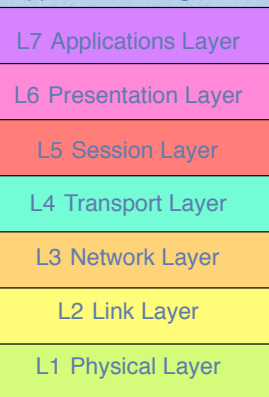 L7 Applications Layer
L6 Presentation Layer
L5 Session Layer
L4 Transport Layer
L3 Network Layer
L2 Link Layer
L1 Physical Layer